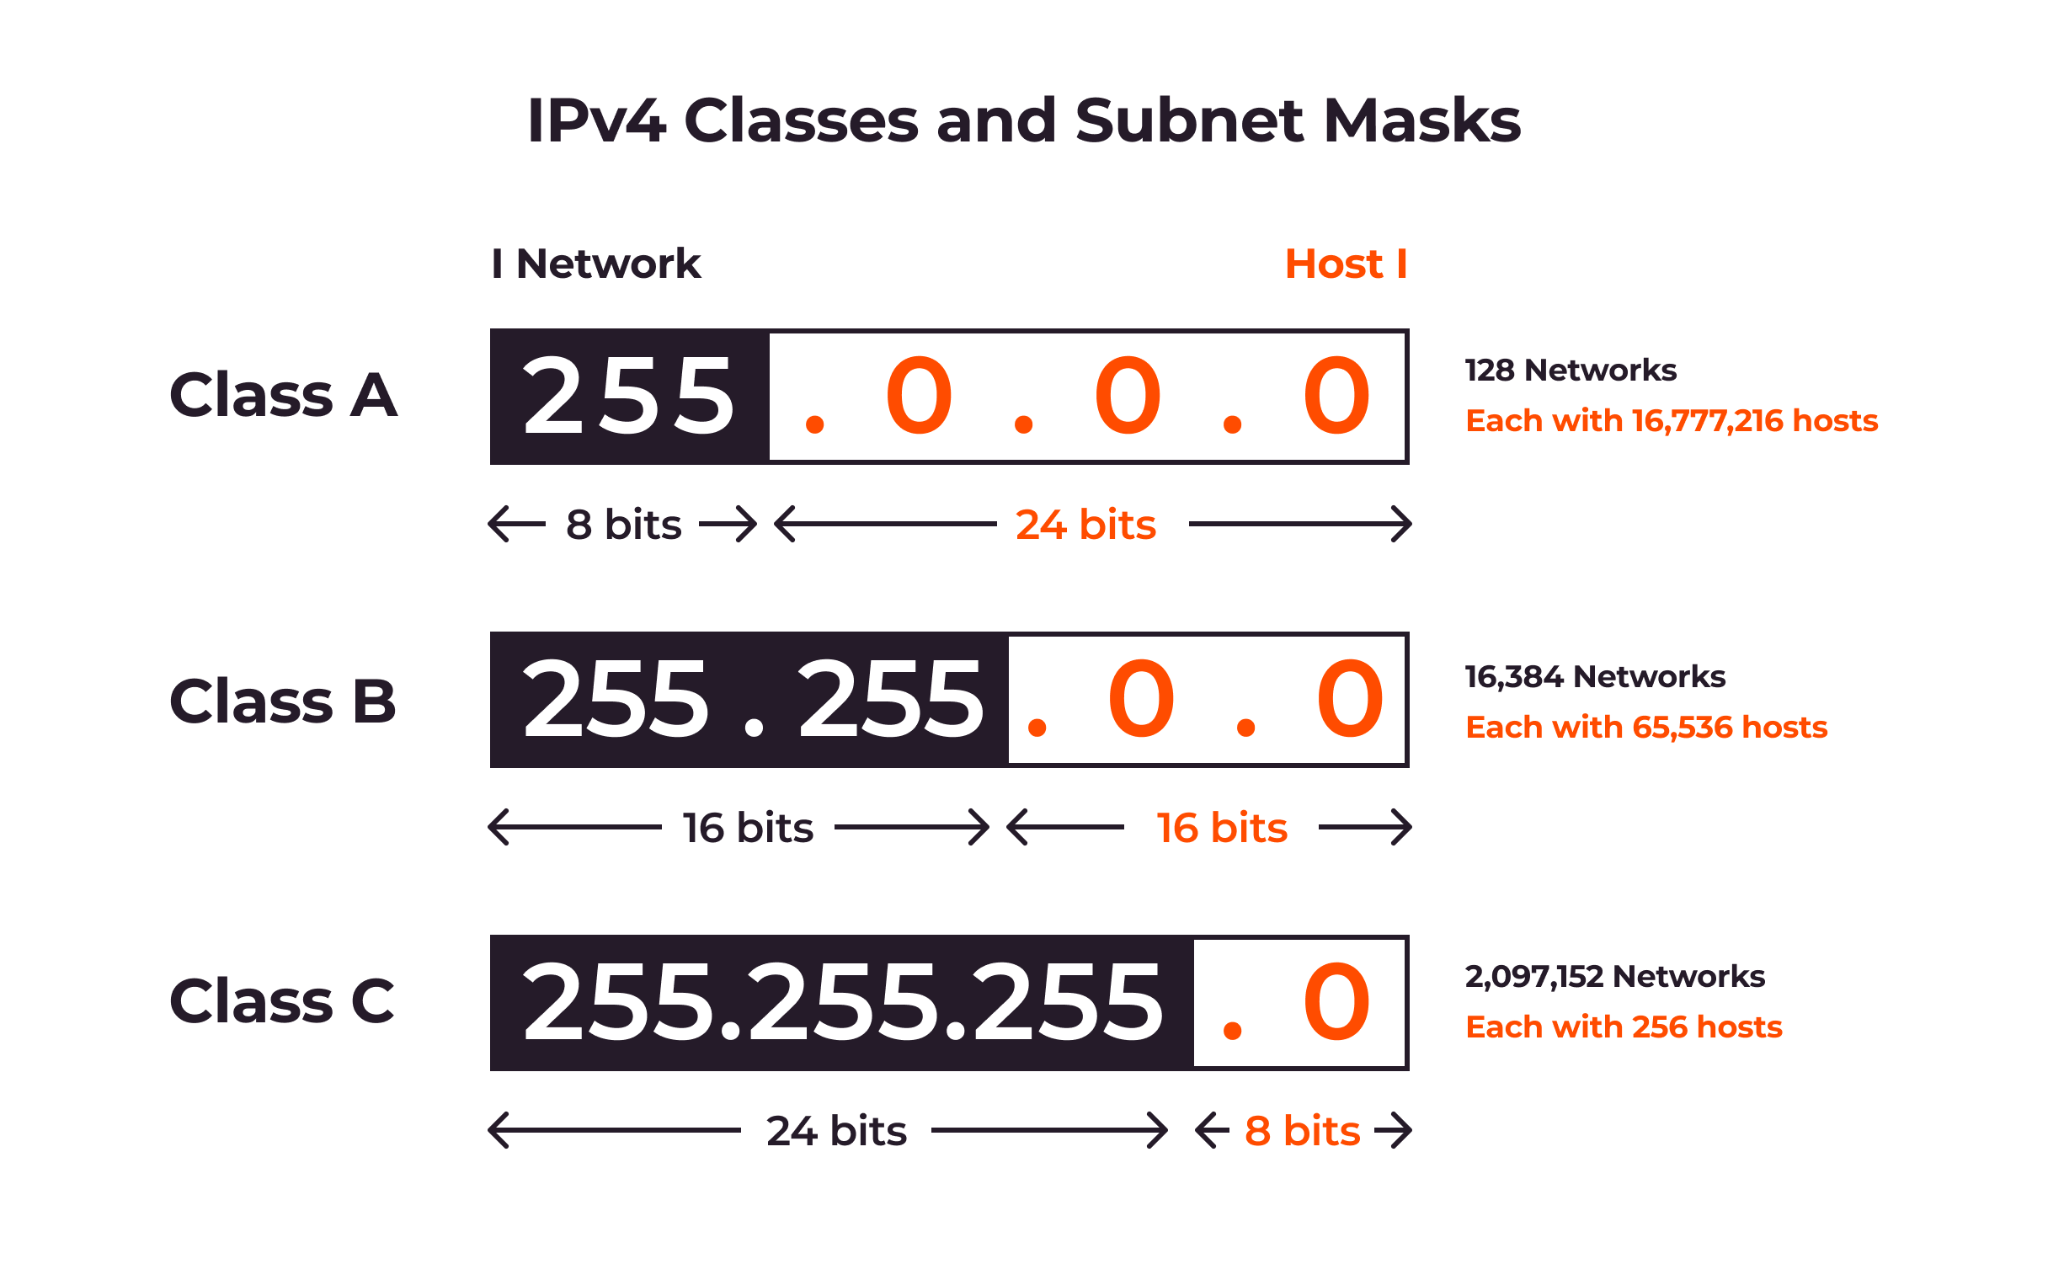 IPv4 Classes and Subnet Masks
I Network Host I
Class A
255 . 0 . 0 . 0
128 Networks
Each with 16,777,216 hosts
8 bits 24 bits
Class B
255 . 255 . 0 . 0
16,384 Networks
Each with 65,536 hosts
16 bits 16 bits
Class C
255.255.255 . 0
2,097,152 Networks
Each with 256 hosts
24 bits 8 bits